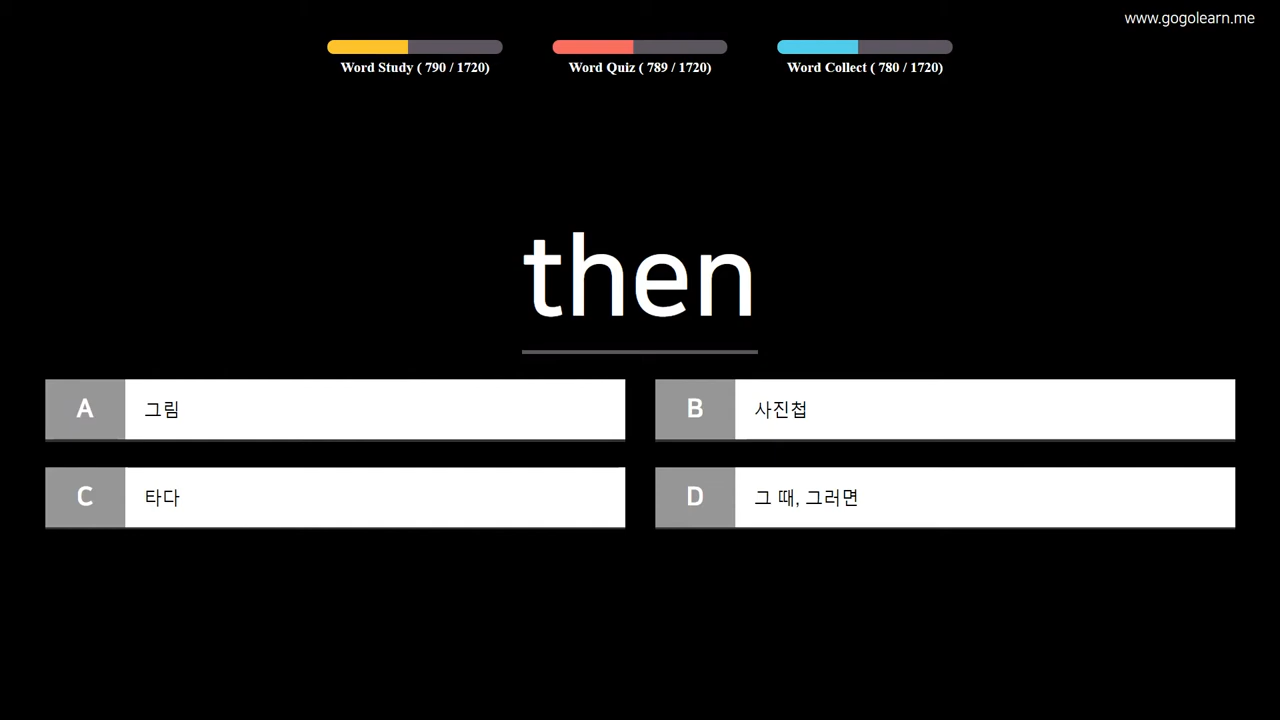 www.gogolearn.me
Word Study ( 790 / 1720)
Word Quiz ( 789 / 1720)
Word Collect ( 780 / 1720)
then
A 그림
B 사진첩
C 타다
D 그 때, 그러면